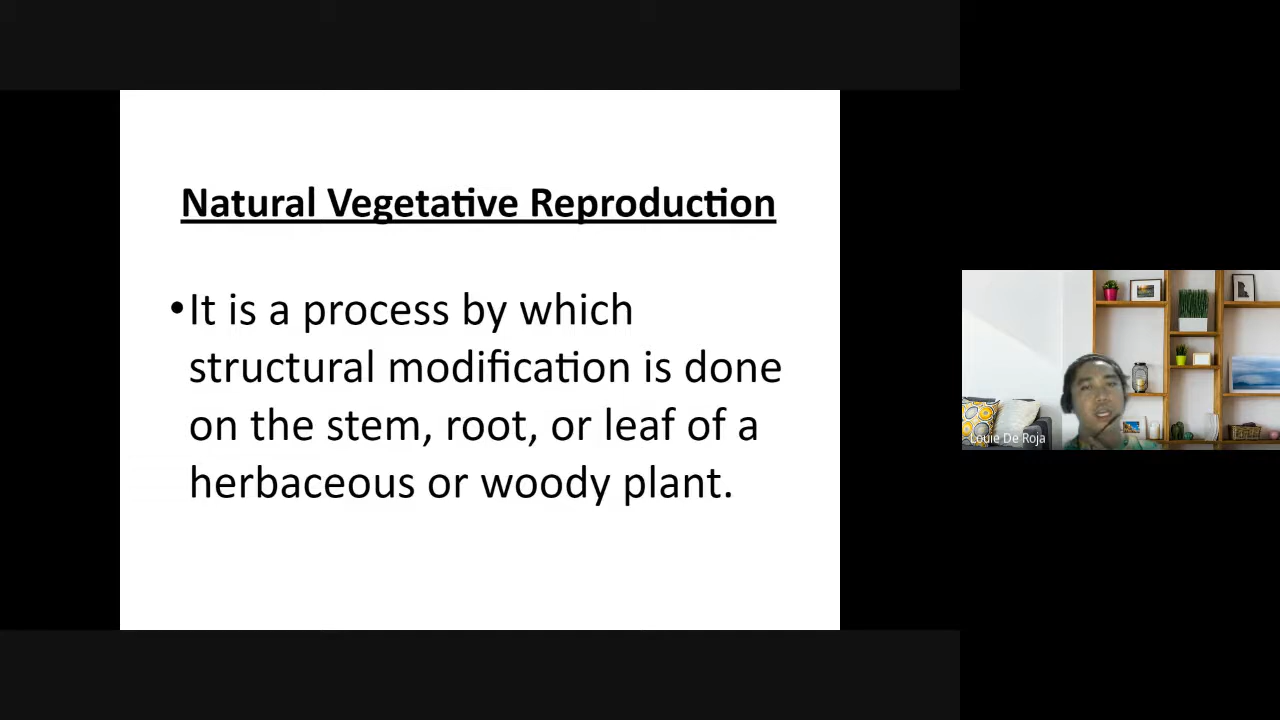 Natural Vegetative Reproduction
•It is a process by which
structural modification is done
on the stem, root, or leaf of a
herbaceous or woody plant.
Louie De Roja